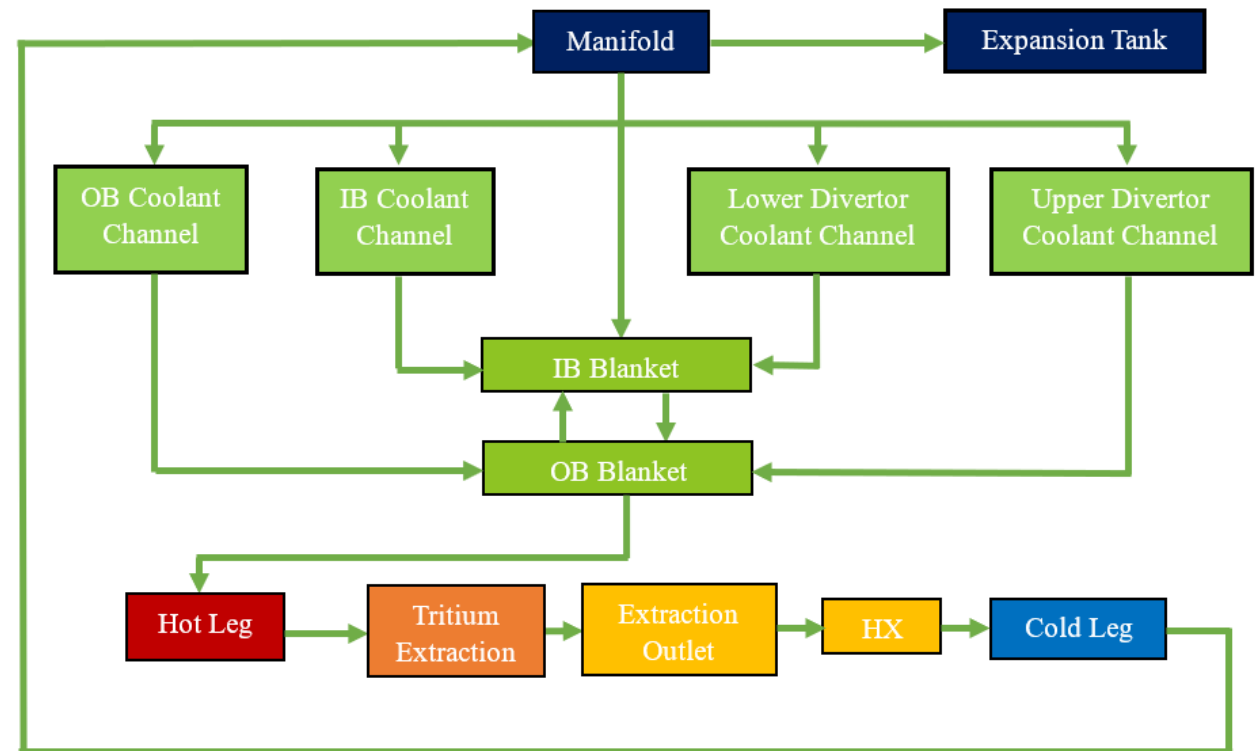 Manifold
Expansion Tank
OB Coolant
Channel
IB Coolant
Channel
Lower Divertor
Coolant Channel
Upper Divertor
Coolant Channel
IB Blanket
OB Blanket
Hot Leg
Tritium
Extraction
Extraction
Outlet
HX
Cold Leg